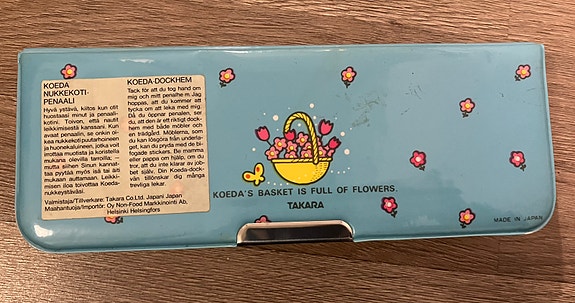 KOEDA
NUKKEKOTI-
PENAALI
Hyvä ystävä, kiitos kun otit
huostaasi minut ja penaali-
kotini. Toivon, että nautit
leikkimisestä kanssani. Kun
avaat penaalin, se onkin oi-
kea nukkekoti puutarhoineen
ja huonekaluineen, jotka voit
irrottaa muotista ja koristella
mukana olevilla tarroilla; —
mutta siihen Sinun kannat-
taa pyytää myös isä tai äiti
mukaan auttamaan. Leikki-
misen iloa toivottaa Koeda-
nukkeystäväsi.
KOEDA-DOCKHEM
Tack för att du tog hand om
mig och mitt penalhem. Jag
hoppas, att du kommer att
tycka om att leka med mig.
Då du öppnar penalen, ser
du, att den är ett riktigt dock-
hem med både möbler och
en trädgård. Möblerna, som
du kan lösgöra från underla-
get, kan du pryda med de bi-
fogade stickers. Be mamma
eller pappa om hjälp, om du
tror, att du inte klarar av job-
bet själv. Din Koeda-dock-
vän tillönskar dig många
trevliga lekar.
Valmistaja/Tillverkare: Takara Co.Ltd. Japani Japan
Maahantuoja/Importör: Oy Non-Food Markkinointi Ab,
Helsinki Helsingfors
KOEDA'S BASKET IS FULL OF FLOWERS.
TAKARA
MADE IN JAPAN